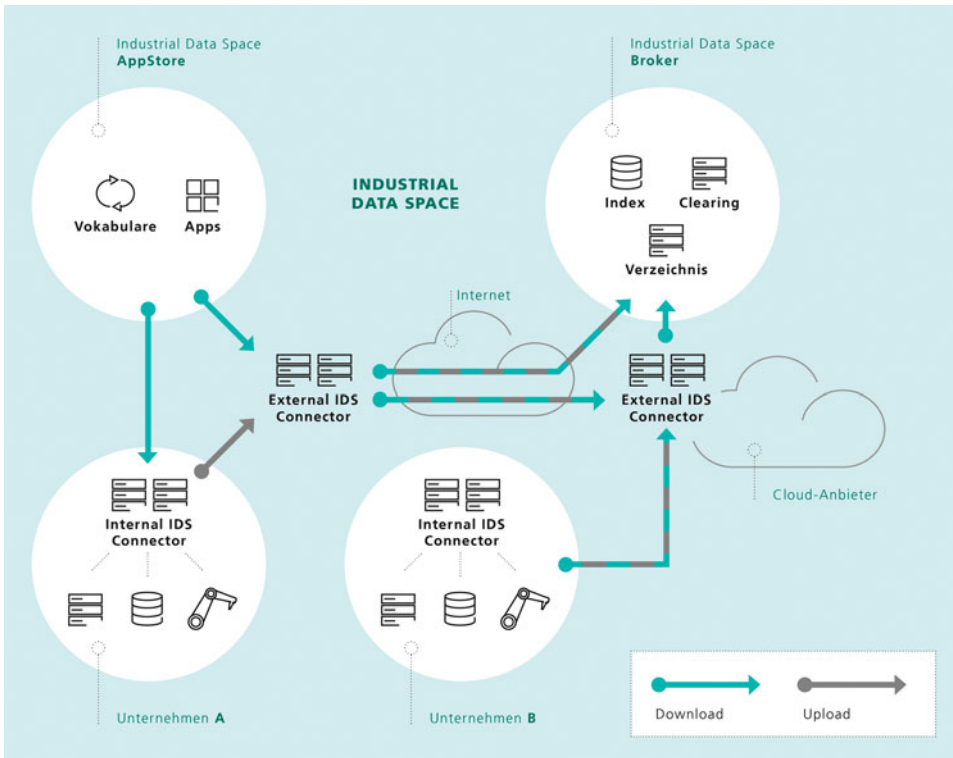 Industrial Data Space
AppStore
Industrial Data Space
Broker
INDUSTRIAL
DATA SPACE
Vokabulare
Apps
Index
Clearing
Verzeichnis
Internet
External IDS
Connector
External IDS
Connector
Internal IDS
Connector
Internal IDS
Connector
Cloud-Anbieter
Unternehmen A
Unternehmen B
Download
Upload